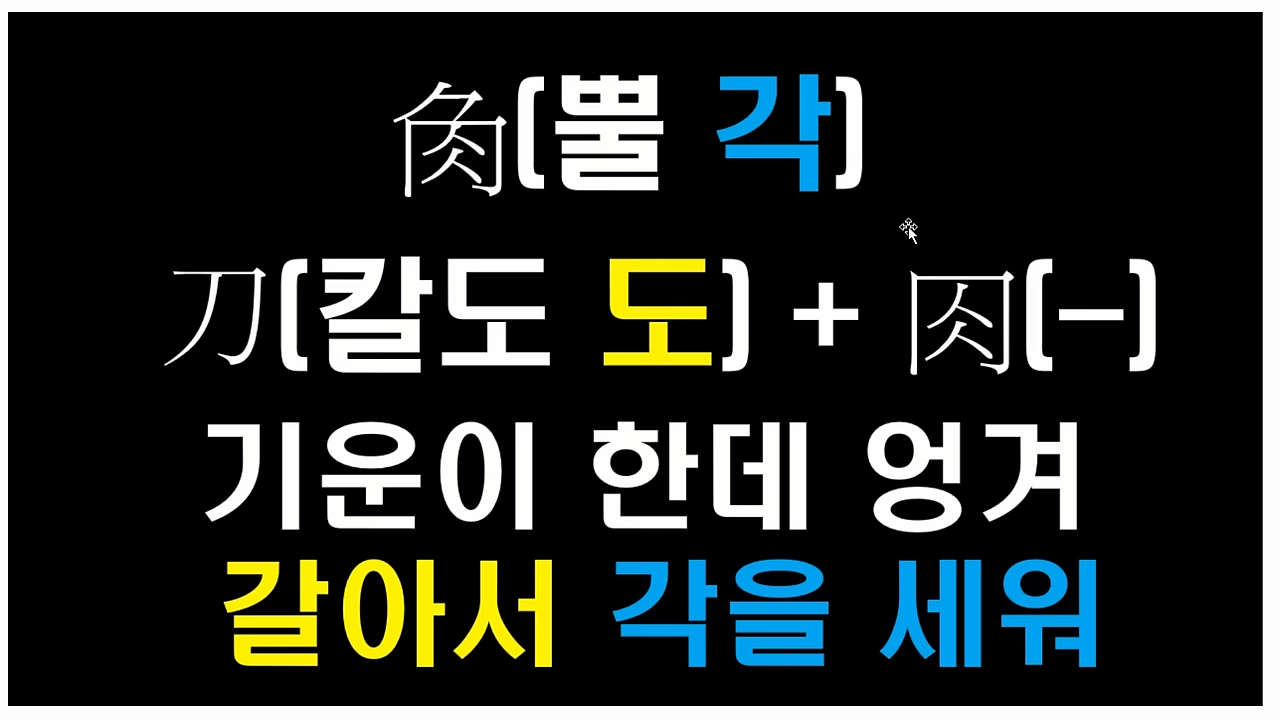 𧢲(뿔 각)
刀(칼도 도) + 肉(–)
기운이 한데 엉겨
갈아서 각을 세워